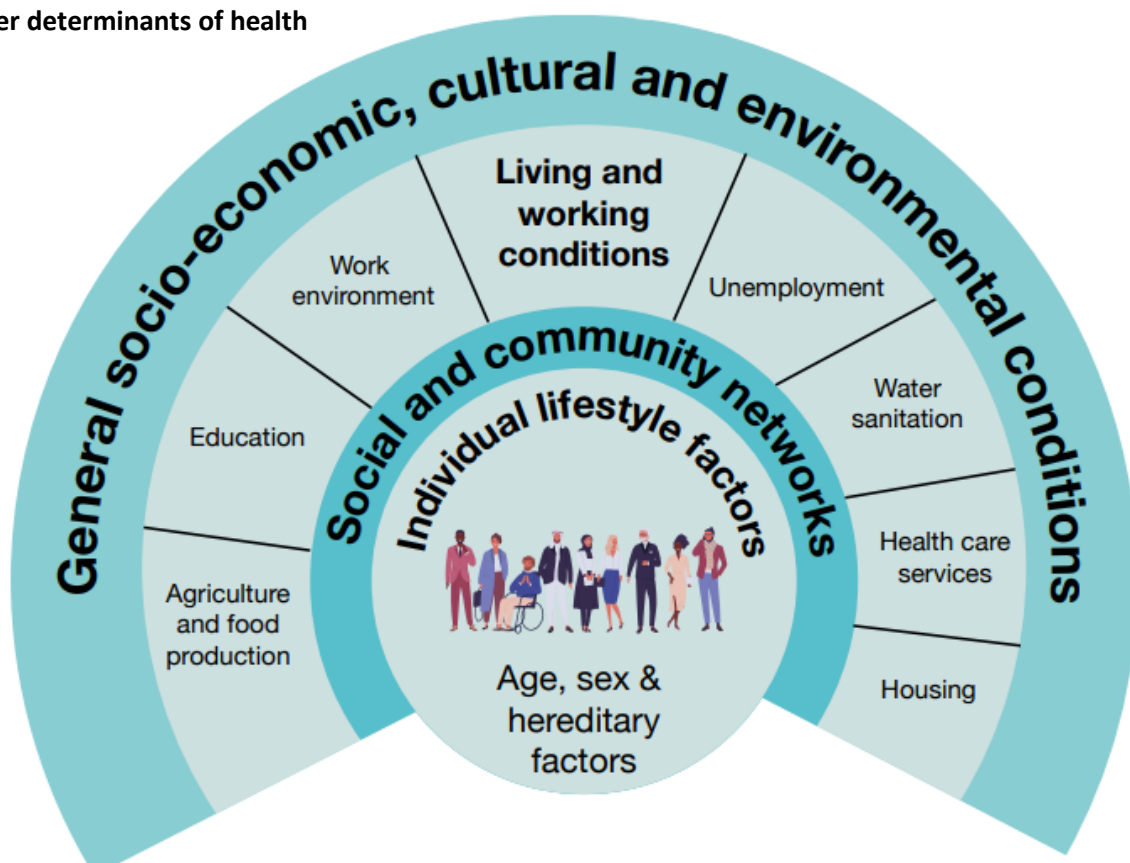 er determinants of health
General socio-economic, cultural and environmental conditions
Living and
working
conditions
Work
environment
Unemployment
Education
Water
sanitation
Agriculture
and food
production
Health care
services
Housing
Social and community networks
Individual lifestyle factors
Age, sex &
hereditary
factors